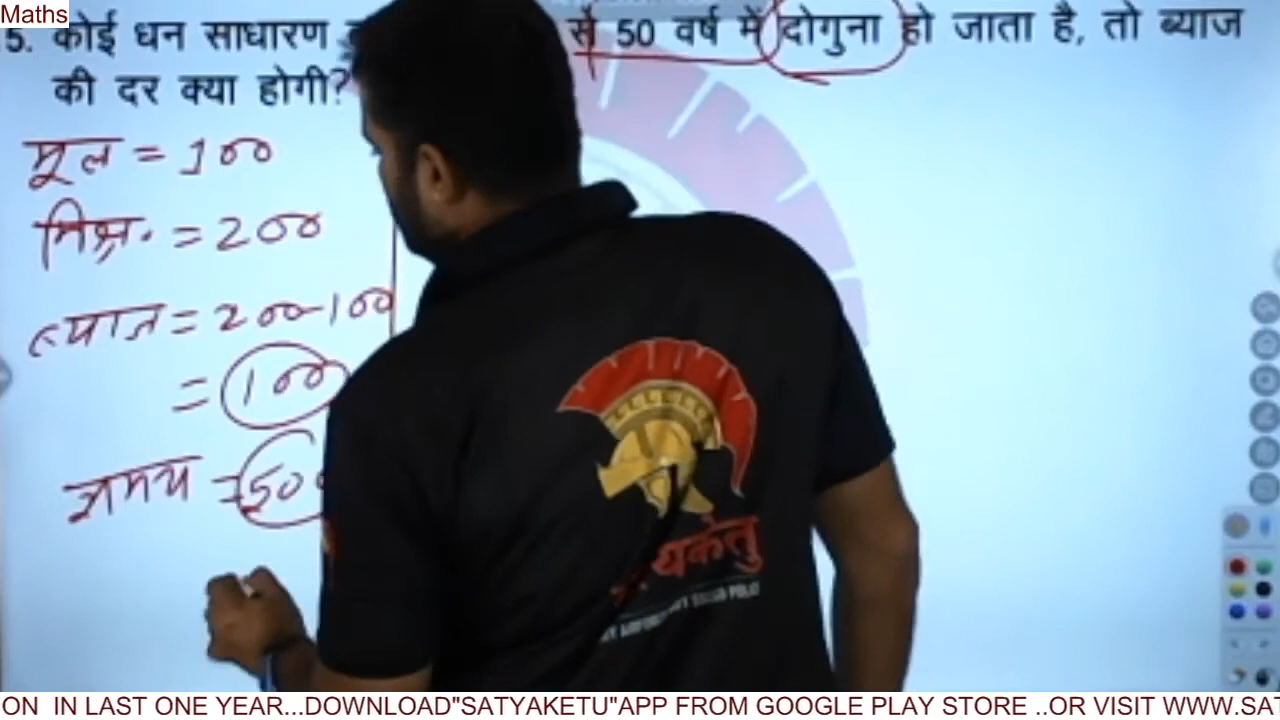 Maths
5. कोई धन साधारण से 50 वर्ष में दोगुना हो जाता है, तो ब्याज
की दर क्या होगी?
मूल = 100
मिश्र. = 200
ब्याज = 200-100
= 100
समय = 50
ON IN LAST ONE YEAR...DOWNLOAD"SATYAKETU"APP FROM GOOGLE PLAY STORE ..OR VISIT WWW.SA